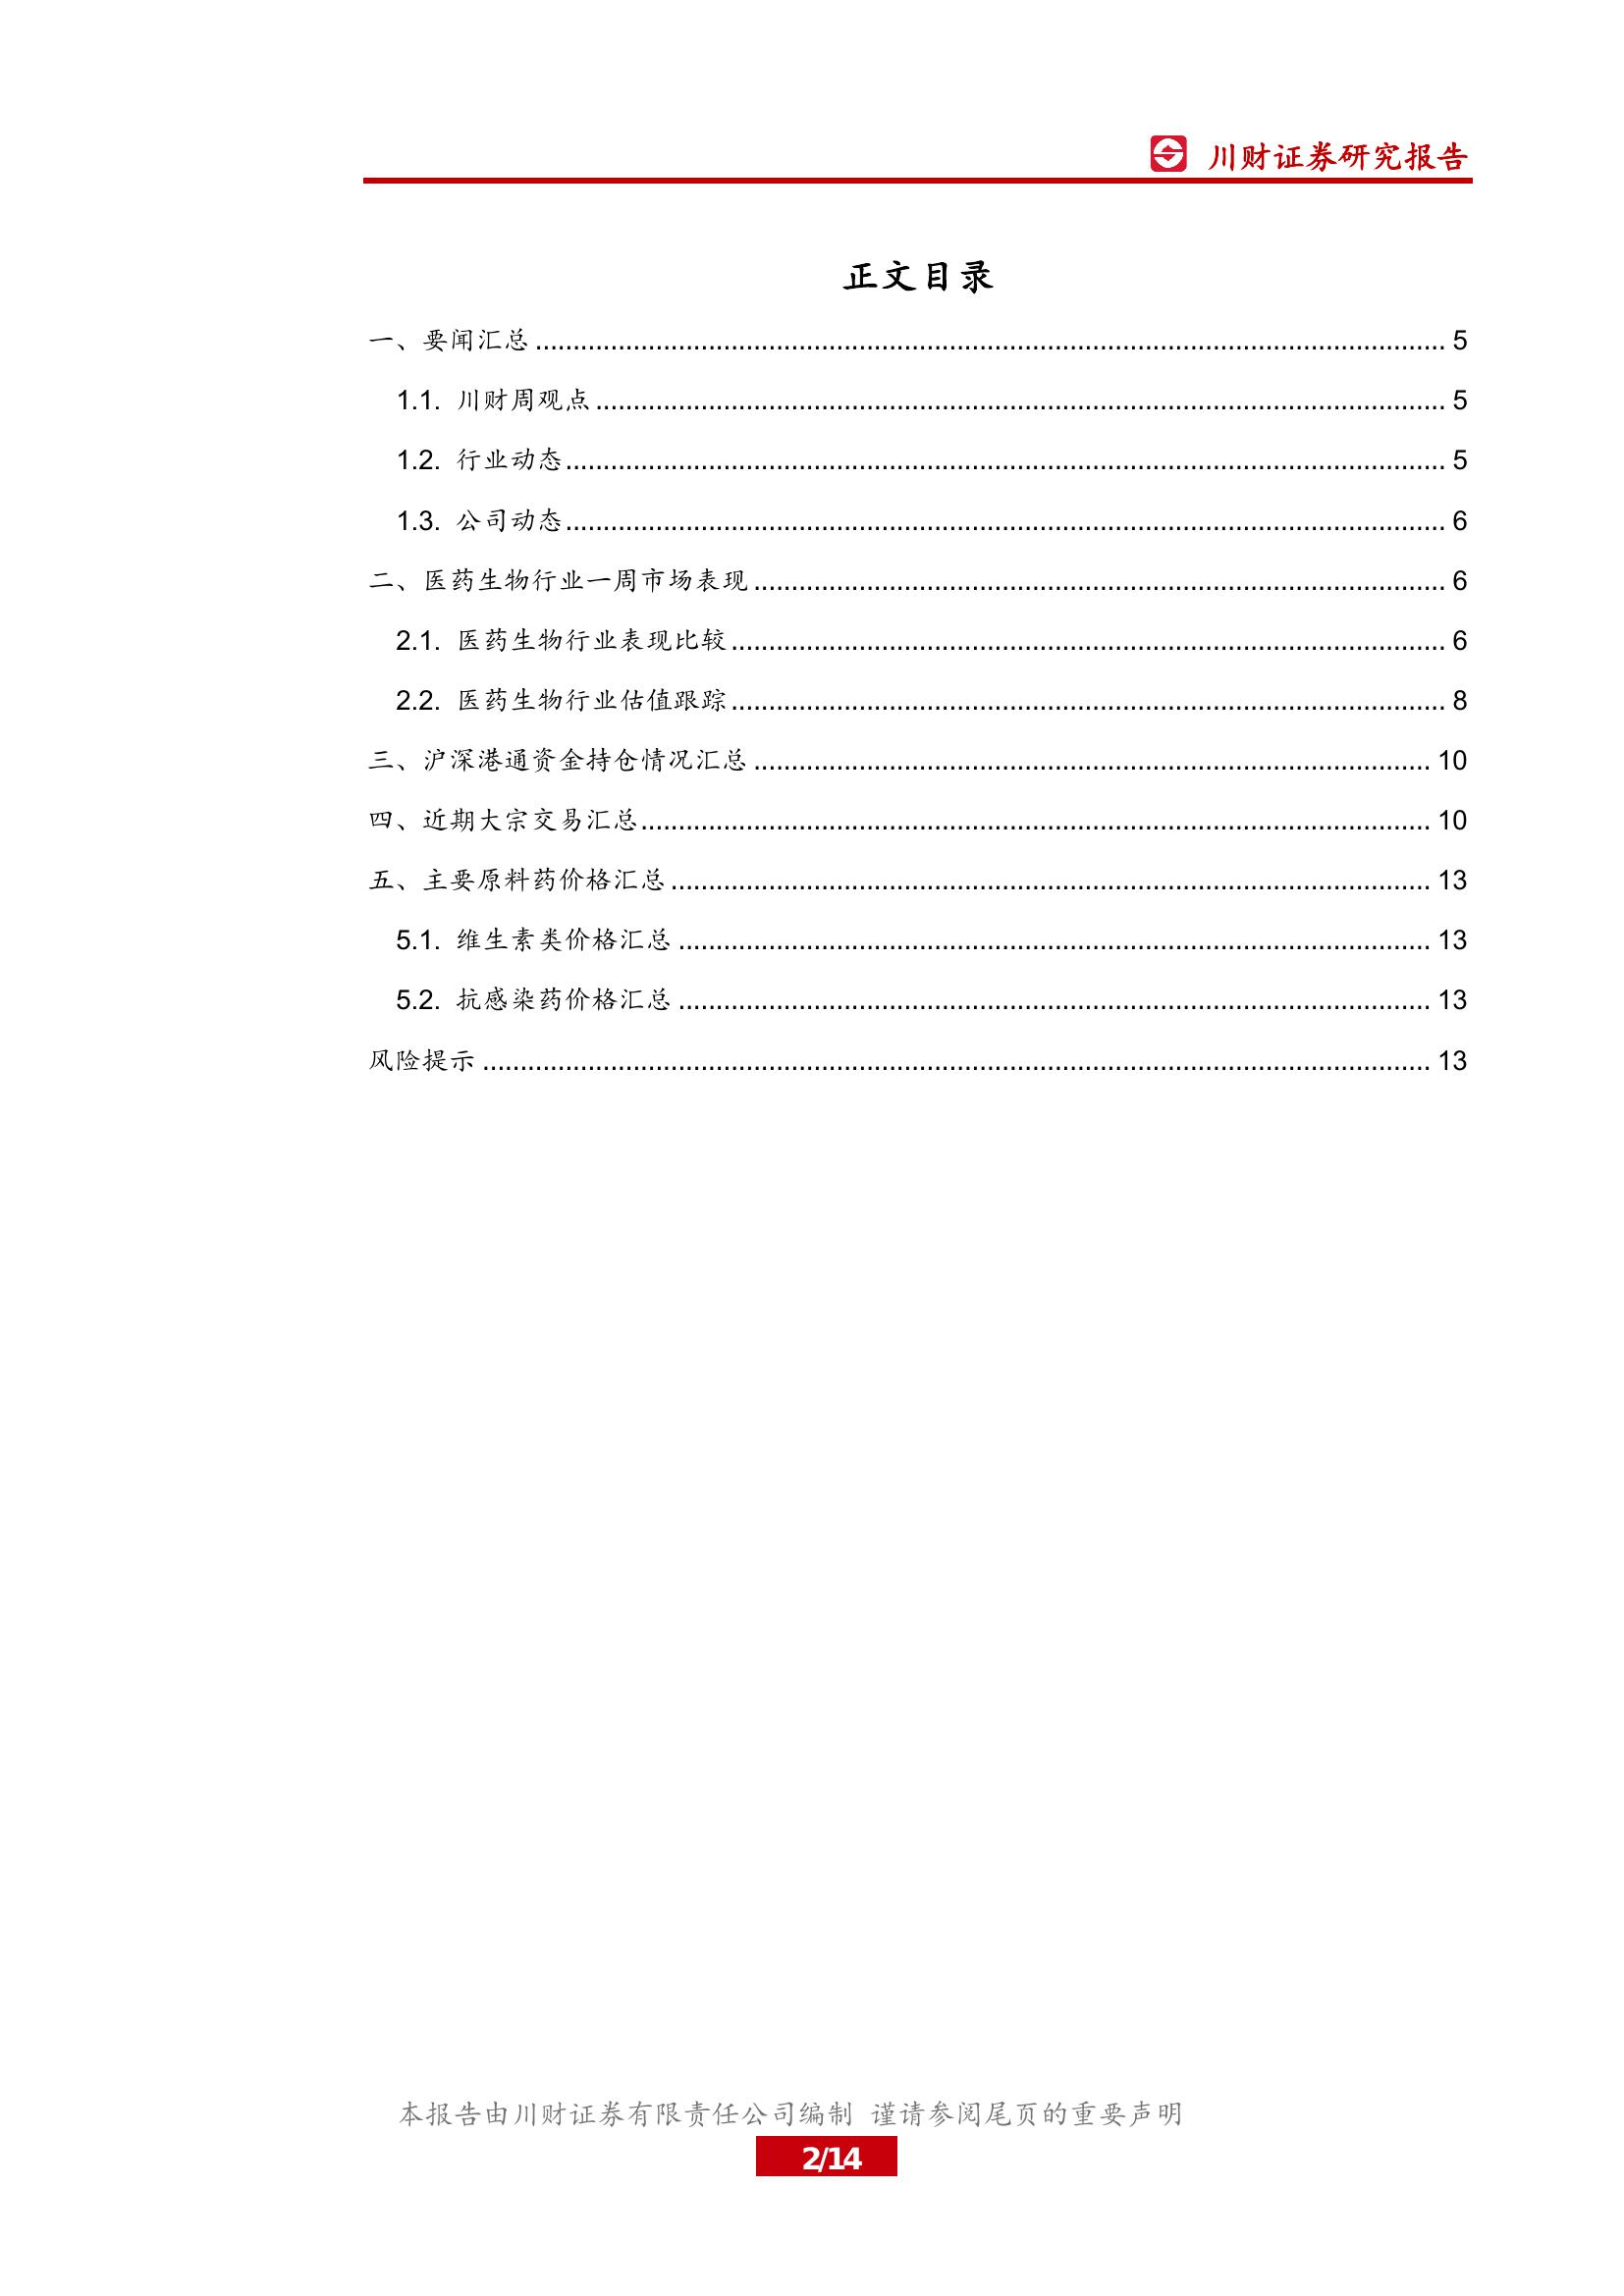 川财证券研究报告
正文目录
一、要闻汇总 ........................................ 5
1.1. 川财周观点 ........................................ 5
1.2. 行业动态 ........................................ 5
1.3. 公司动态 ........................................ 6
二、医药生物行业一周市场表现 ........................................ 6
2.1. 医药生物行业表现比较 ........................................ 6
2.2. 医药生物行业估值跟踪 ........................................ 8
三、沪深港通资金持仓情况汇总 ........................................ 10
四、近期大宗交易汇总 ........................................ 10
五、主要原料药价格汇总 ........................................ 13
5.1. 维生素类价格汇总 ........................................ 13
5.2. 抗感染药价格汇总 ........................................ 13
风险提示 ........................................ 13
本报告由川财证券有限责任公司编制 谨请参阅尾页的重要声明
2/14